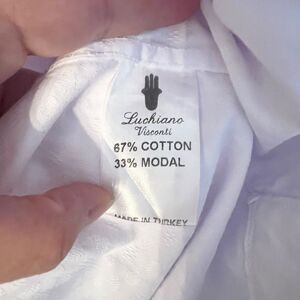 Luchiano
Visconti
67% COTTON
33% MODAL
MADE IN TURKEY